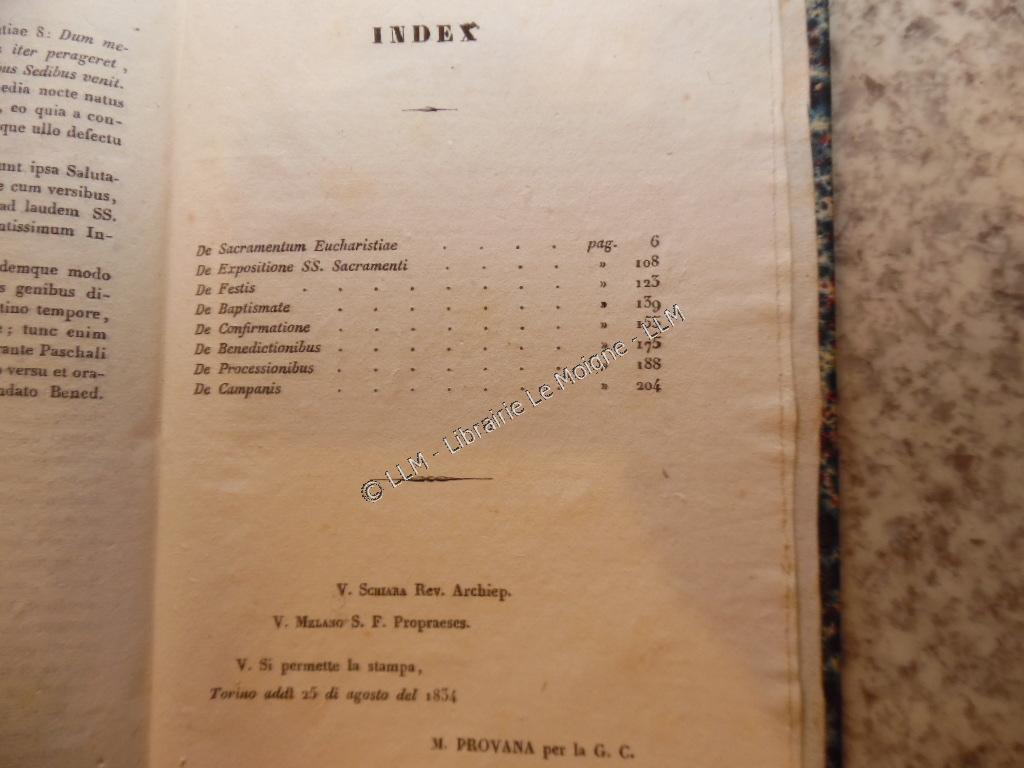 tiae 8.: Dum me-
iter perageret,
bus Sedibus venit.
edia nocte natus
, eo quia a con-
que ullo defectu
unt ipsa Saluta-
e cum versibus,
ad laudem SS.
ntissimum In-
demque modo
s genibus di-
tino tempore,
; tunc enim
rante Paschali
o versu et ora-
ndato Bened.
INDEX
De Sacramentum Eucharistiae . . . . pag. 6
De Expositione SS. Sacramenti . . . . . » 108
De Festis . . . . . . . . » 123
De Baptismate . . . . . . . » 139
De Confirmatione . . . . . . . »
De Benedictionibus . . . . . . . » 175
De Processionibus . . . . . . . » 188
De Campanis . . . . . . . » 204
© LLM - Librairie Le Moigne - LLM
V. SCHIARA Rev. Archiep.
V. MELANO S. F. Propraeses.
V. Si permette la stampa,
Torino addì 25 di agosto del 1834
M. PROVANA per la G. C.